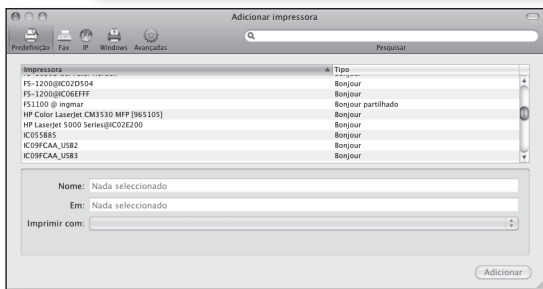 Adicionar impressora
Predefinição Fax IP Windows Avançadas
Pesquisar
Impressora Tipo
Bonjour
FS-1200@IC02D504 Bonjour
FS-1200@IC06EFFF Bonjour
FS1100 @ ingmar Bonjour partilhado
HP Color LaserJet CM3530 MFP [965105] Bonjour
HP LaserJet 5000 Series@IC02E200 Bonjour
IC055B85 Bonjour
IC09FCAA_USB2 Bonjour
IC09FCAA_USB3 Bonjour
Nome: Nada seleccionado
Em: Nada seleccionado
Imprimir com:
Adicionar